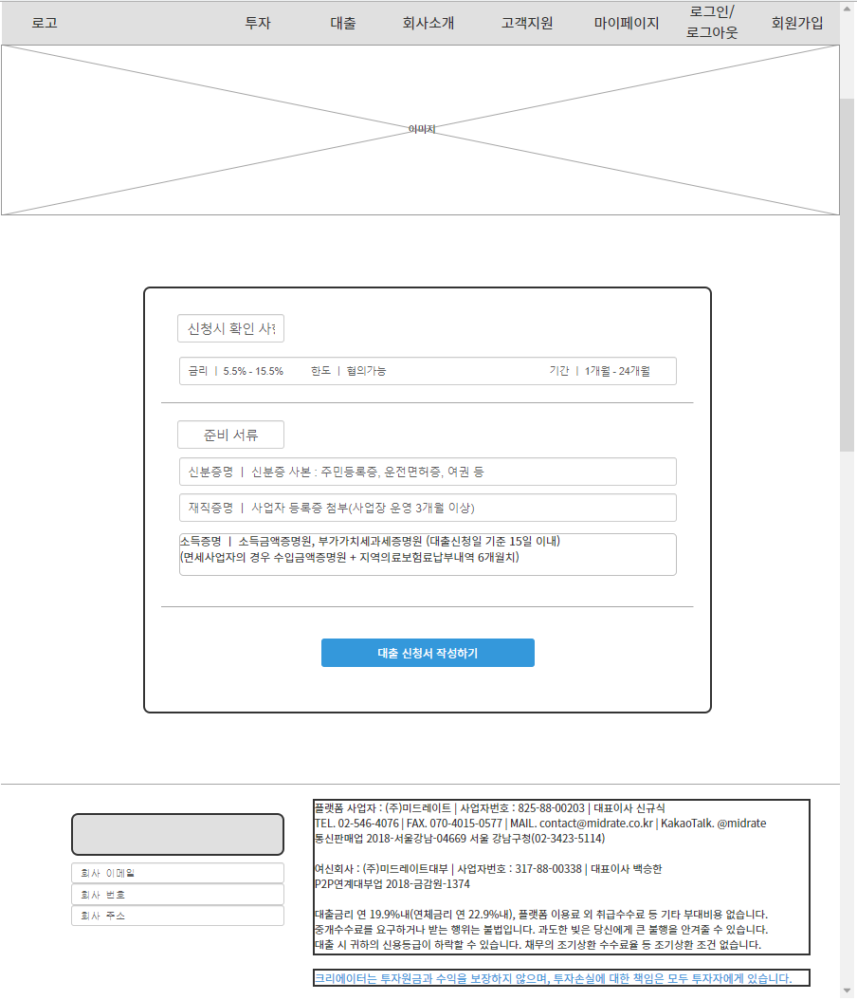 로고
투자
대출
회사소개
고객지원
마이페이지
로그인/
로그아웃
회원가입
이미지
신청시 확인 사
금리 ㅣ 5.5% - 15.5%
한도 ㅣ 협의가능
기간 ㅣ 1개월 - 24개월
준비 서류
신분증명 ㅣ 신분증 사본 : 주민등록증, 운전면허증, 여권 등
재직증명 ㅣ 사업자 등록증 첨부(사업장 운영 3개월 이상)
소득증명 ㅣ 소득금액증명원, 부가가치세과세증명원 (대출신청일 기준 15일 이내)
(면세사업자의 경우 수입금액증명원 + 지역의료보험료납부내역 6개월치)
대출 신청서 작성하기
플랫폼 사업자 : (주)미드레이트 | 사업자번호 : 825-88-00203 | 대표이사 신규식
TEL. 02-546-4076 | FAX. 070-4015-0577 | MAIL. contact@midrate.co.kr | KakaoTalk. @midrate
통신판매업 2018-서울강남-04669 서울 강남구청(02-3423-5114)
여신회사 : (주)미드레이트대부 | 사업자번호 : 317-88-00338 | 대표이사 백승한
P2P연계대부업 2018-금감원-1374
대출금리 연 19.9%내(연체금리 연 22.9%내), 플랫폼 이용료 외 취급수수료 등 기타 부대비용 없습니다.
중개수수료를 요구하거나 받는 행위는 불법입니다. 과도한 빚은 당신에게 큰 불행을 안겨줄 수 있습니다.
대출 시 귀하의 신용등급이 하락할 수 있습니다. 채무의 조기상환 수수료율 등 조기상환 조건 없습니다.
회사 이메일
회사 번호
회사 주소
크리에이터는 투자원금과 수익을 보장하지 않으며, 투자손실에 대한 책임은 모두 투자자에게 있습니다.